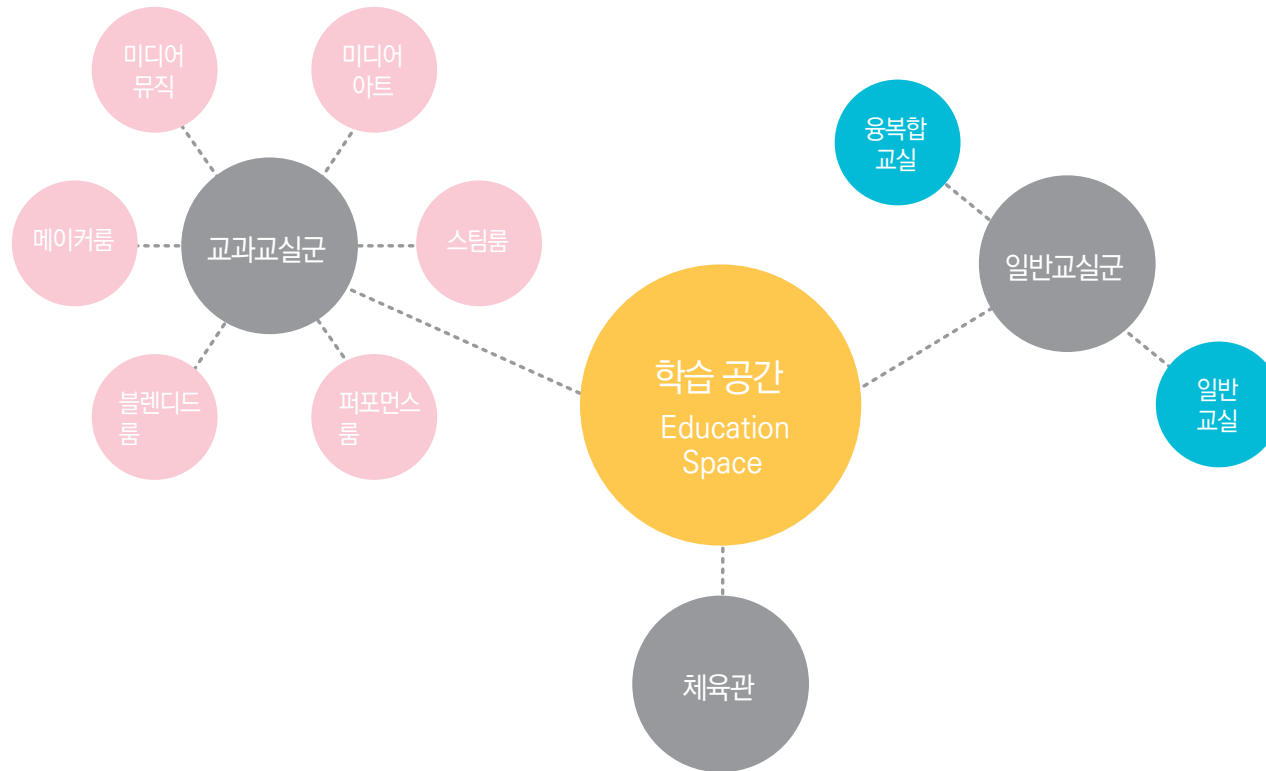 미디어
뮤직
미디어
아트
메이커룸
교과교실군
스팀룸
블렌디드
룸
퍼포먼스
룸
융복합
교실
일반교실군
일반
교실
학습 공간
Education
Space
체육관